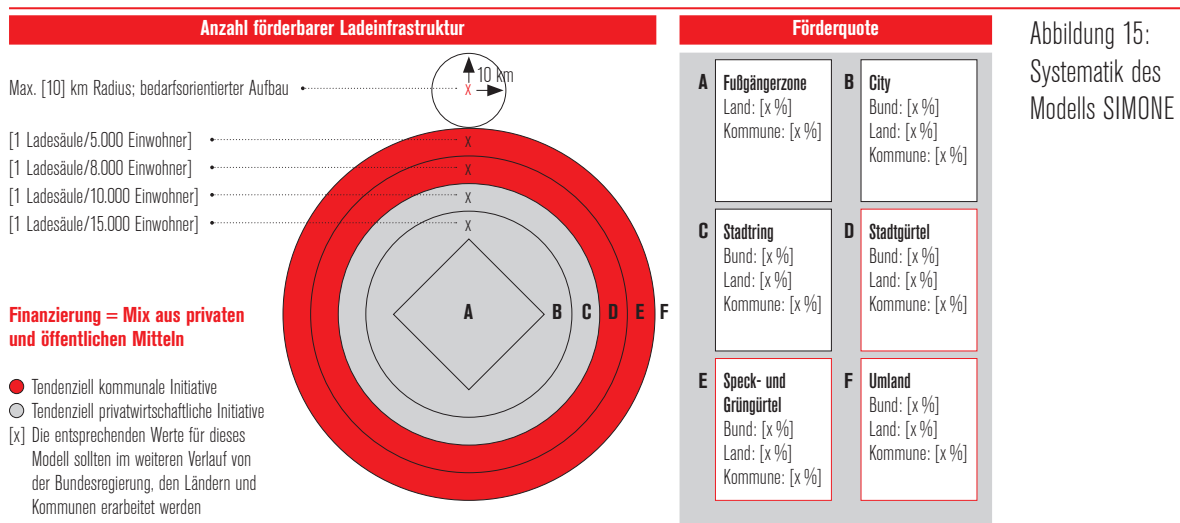 Anzahl förderbarer Ladeinfrastruktur
Max. [10] km Radius; bedarfsorientierter Aufbau
X
10 km
[1 Ladesäule/5.000 Einwohner]
X
[1 Ladesäule/8.000 Einwohner]
X
[1 Ladesäule/10.000 Einwohner]
X
[1 Ladesäule/15.000 Einwohner]
X
A
B
C
D
E
F
Finanzierung = Mix aus privaten
und öffentlichen Mitteln
Tendenziell kommunale Initiative
Tendenziell privatwirtschaftliche Initiative
[x] Die entsprechenden Werte für dieses
Modell sollten im weiteren Verlauf von
der Bundesregierung, den Ländern und
Kommunen erarbeitet werden
Förderquote
A
Fußgängerzone
Land: [x %]
Kommune: [x %]
B
City
Bund: [x %]
Land: [x %]
Kommune: [x %]
C
Stadtring
Bund: [x %]
Land: [x %]
Kommune: [x %]
D
Stadtgürtel
Bund: [x %]
Land: [x %]
Kommune: [x %]
E
Speck- und
Grüngürtel
Bund: [x %]
Land: [x %]
Kommune: [x %]
F
Umland
Bund: [x %]
Land: [x %]
Kommune: [x %]
Abbildung 15:
Systematik des
Modells SIMONE